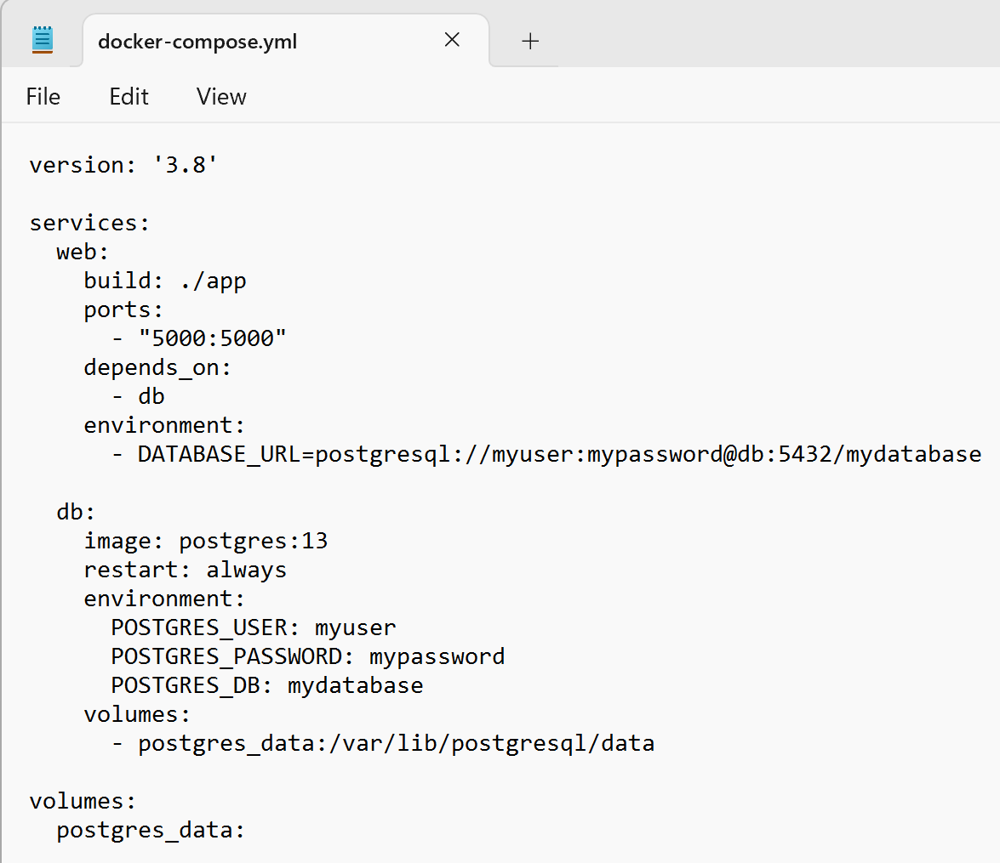 docker-compose.yml
File Edit View
version: '3.8'

services:
  web:
    build: ./app
    ports:
      - "5000:5000"
    depends_on:
      - db
    environment:
      - DATABASE_URL=postgresql://myuser:mypassword@db:5432/mydatabase

  db:
    image: postgres:13
    restart: always
    environment:
      POSTGRES_USER: myuser
      POSTGRES_PASSWORD: mypassword
      POSTGRES_DB: mydatabase
    volumes:
      - postgres_data:/var/lib/postgresql/data

volumes:
  postgres_data: